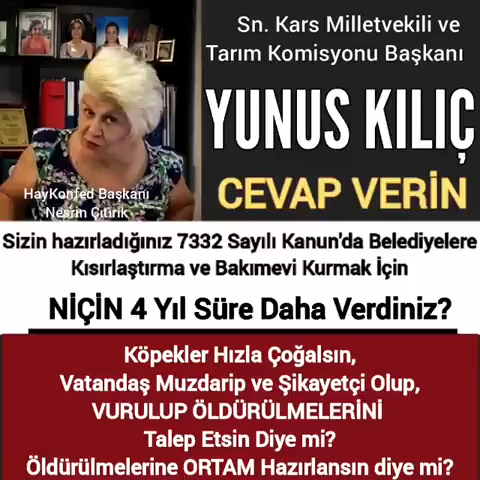 Sn. Kars Milletvekili ve
Tarım Komisyonu Başkanı
YUNUS KILIÇ
CEVAP VERİN
HayKonfed Başkanı
Nesrin Çıtırık
Sizin hazırladığınız 7332 Sayılı Kanun'da Belediyelere
Kısırlaştırma ve Bakımevi Kurmak İçin
NİÇİN 4 Yıl Süre Daha Verdiniz?
Köpekler Hızla Çoğalsın,
Vatandaş Muzdarip ve Şikayetçi Olup,
VURULUP ÖLDÜRÜLMELERİNİ
Talep Etsin Diye mi?
Öldürülmelerine ORTAM Hazırlansın diye mi?